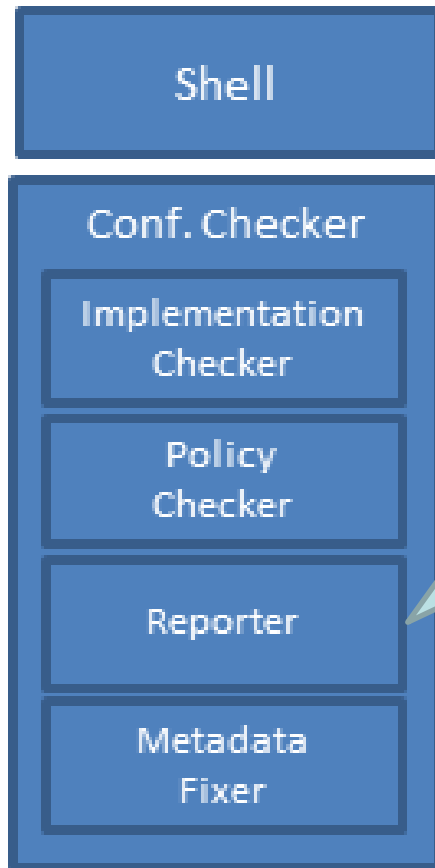 Shell
Conf. Checker
Implementation
Checker
Policy
Checker
Reporter
Metadata
Fixer